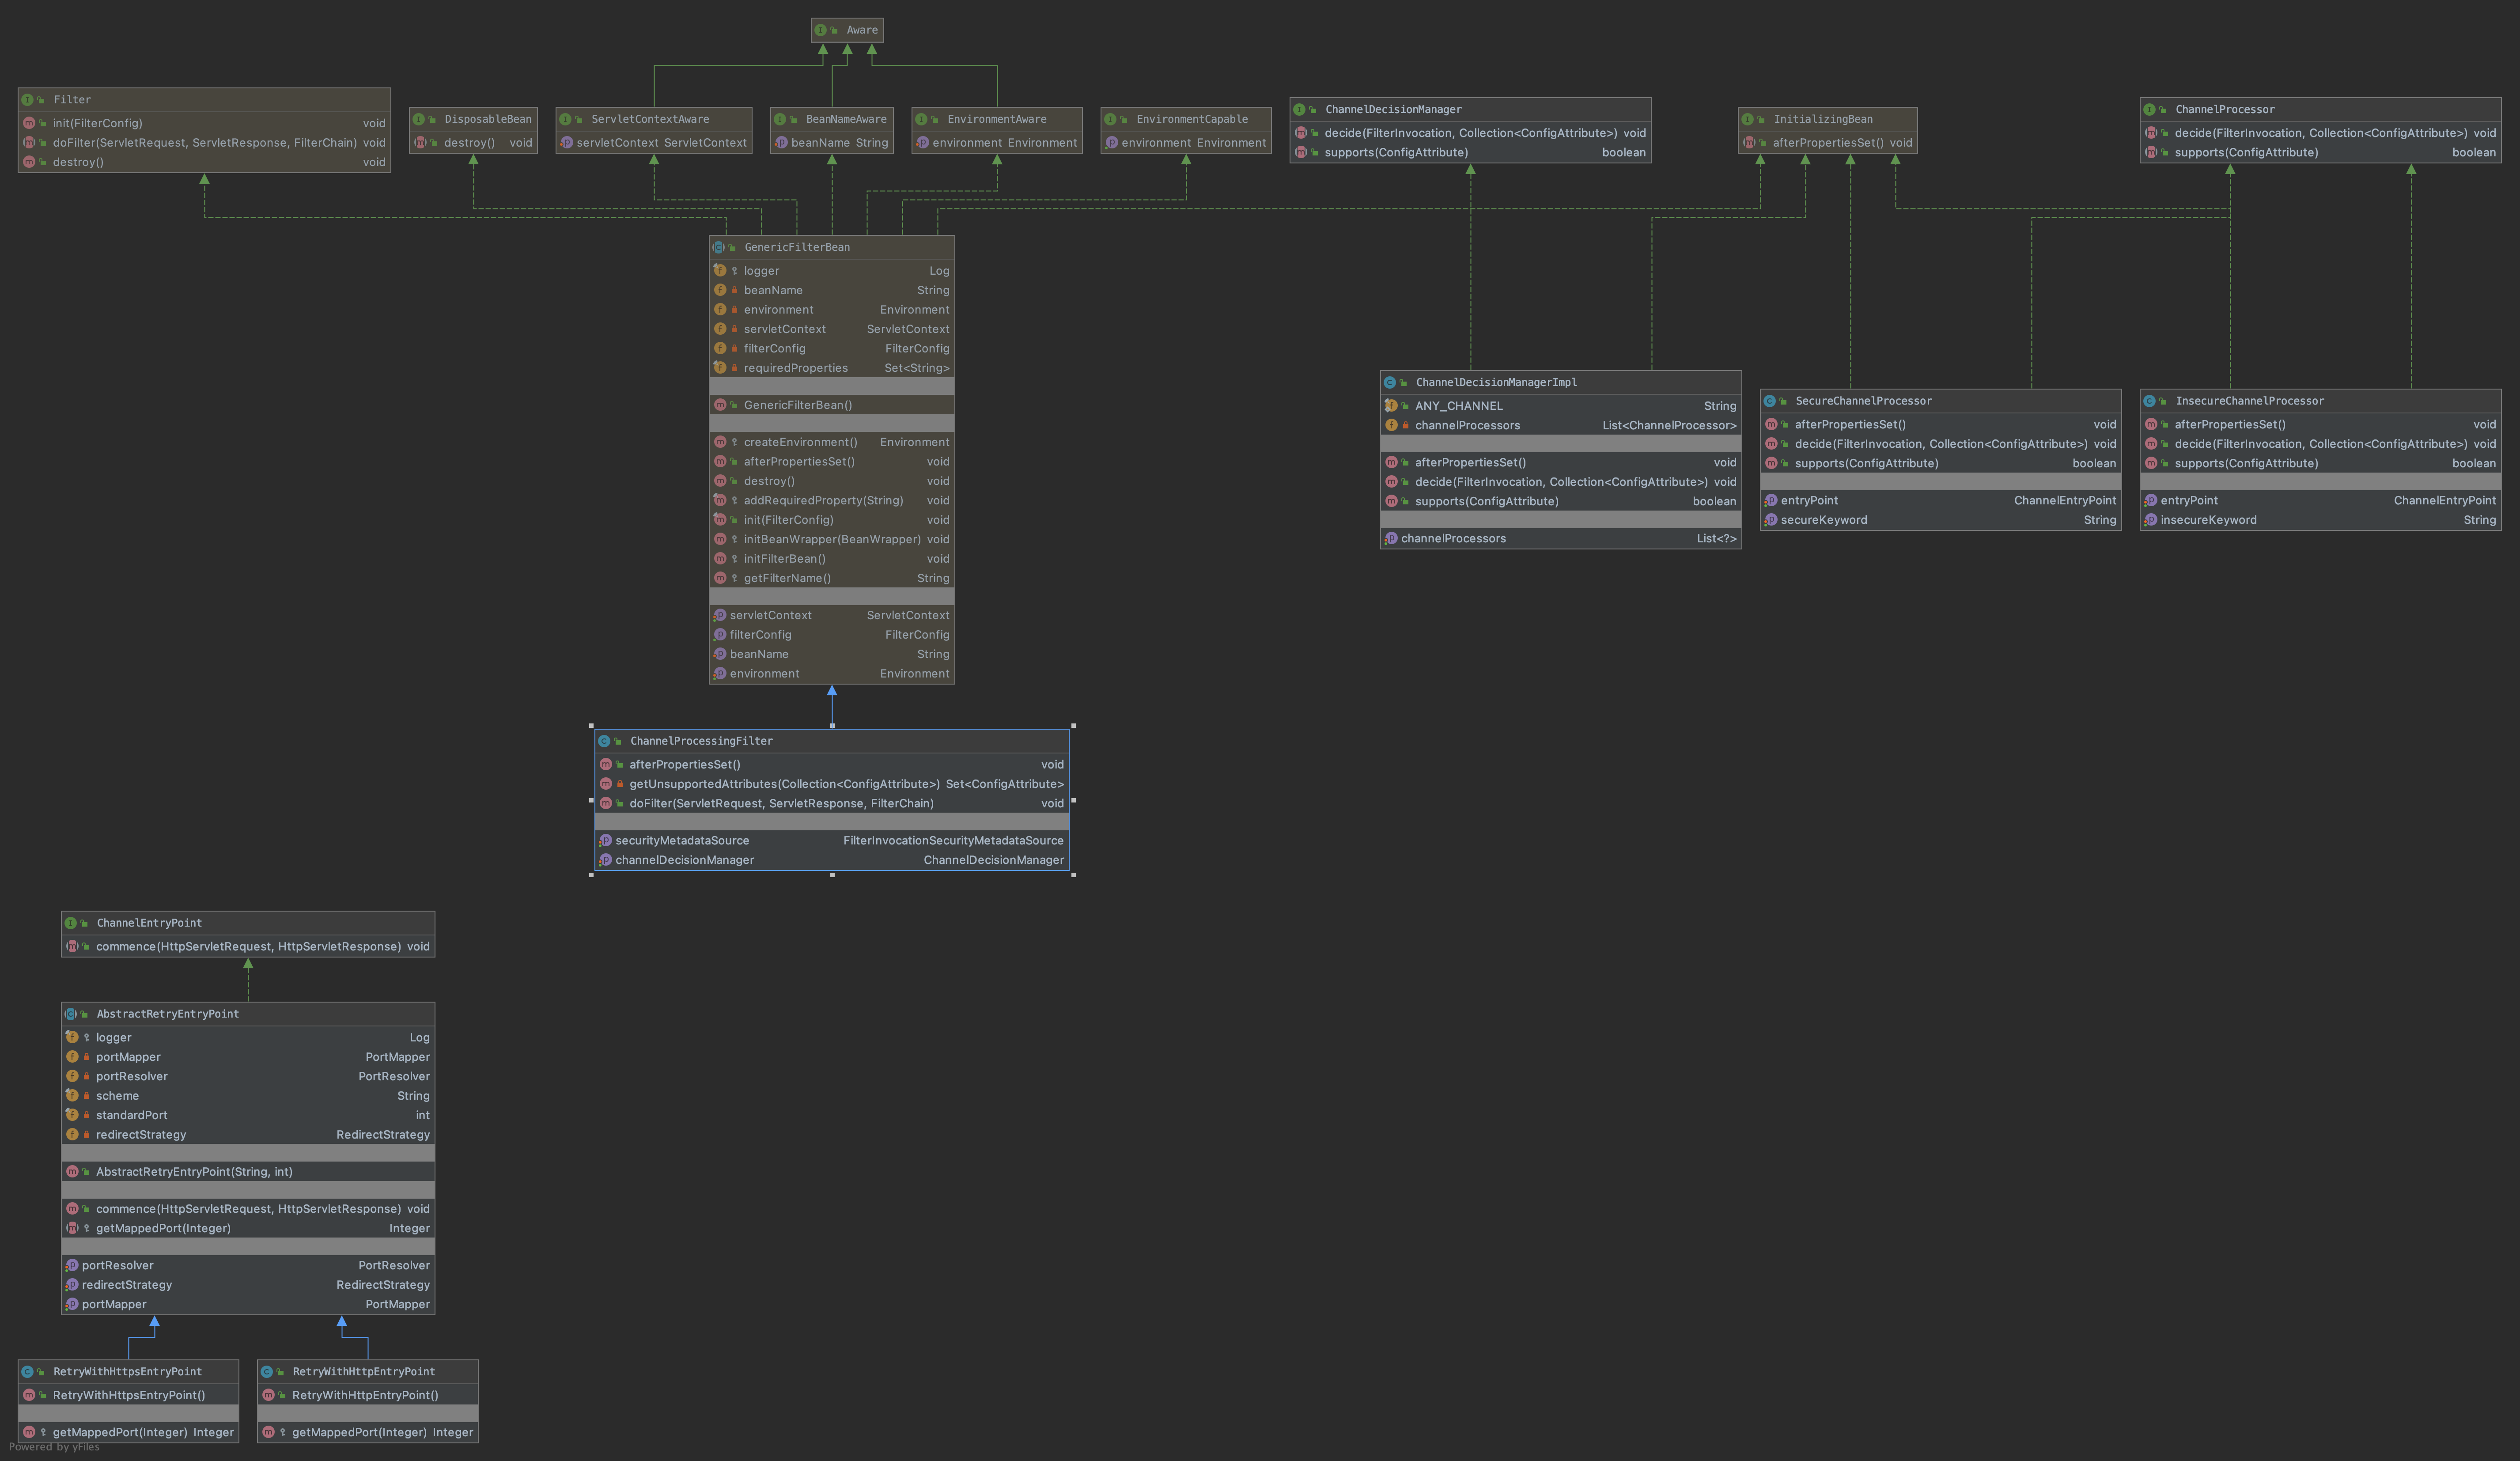 Aware
Filter
init(FilterConfig) void
doFilter(ServletRequest, ServletResponse, FilterChain) void
destroy() void
DisposableBean
destroy() void
ServletContextAware
servletContext ServletContext
BeanNameAware
beanName String
EnvironmentAware
environment Environment
EnvironmentCapable
environment Environment
ChannelDecisionManager
decide(FilterInvocation, Collection<ConfigAttribute>) void
supports(ConfigAttribute) boolean
InitializingBean
afterPropertiesSet() void
ChannelProcessor
decide(FilterInvocation, Collection<ConfigAttribute>) void
supports(ConfigAttribute) boolean
GenericFilterBean
logger Log
beanName String
environment Environment
servletContext ServletContext
filterConfig FilterConfig
requiredProperties Set<String>
GenericFilterBean()
createEnvironment() Environment
afterPropertiesSet() void
destroy() void
addRequiredProperty(String) void
init(FilterConfig) void
initBeanWrapper(BeanWrapper) void
initFilterBean() void
getFilterName() String
servletContext ServletContext
filterConfig FilterConfig
beanName String
environment Environment
ChannelDecisionManagerImpl
ANY_CHANNEL String
channelProcessors List<ChannelProcessor>
afterPropertiesSet() void
decide(FilterInvocation, Collection<ConfigAttribute>) void
supports(ConfigAttribute) boolean
channelProcessors List<?>
SecureChannelProcessor
afterPropertiesSet() void
decide(FilterInvocation, Collection<ConfigAttribute>) void
supports(ConfigAttribute) boolean
entryPoint ChannelEntryPoint
secureKeyword String
InsecureChannelProcessor
afterPropertiesSet() void
decide(FilterInvocation, Collection<ConfigAttribute>) void
supports(ConfigAttribute) boolean
entryPoint ChannelEntryPoint
insecureKeyword String
ChannelProcessingFilter
afterPropertiesSet() void
getUnsupportedAttributes(Collection<ConfigAttribute>) Set<ConfigAttribute>
doFilter(ServletRequest, ServletResponse, FilterChain) void
securityMetadataSource FilterInvocationSecurityMetadataSource
channelDecisionManager ChannelDecisionManager
ChannelEntryPoint
commence(HttpServletRequest, HttpServletResponse) void
AbstractRetryEntryPoint
logger Log
portMapper PortMapper
portResolver PortResolver
scheme String
standardPort int
redirectStrategy RedirectStrategy
AbstractRetryEntryPoint(String, int)
commence(HttpServletRequest, HttpServletResponse) void
getMappedPort(Integer) Integer
portResolver PortResolver
redirectStrategy RedirectStrategy
portMapper PortMapper
RetryWithHttpsEntryPoint
RetryWithHttpsEntryPoint()
getMappedPort(Integer) Integer
RetryWithHttpEntryPoint
RetryWithHttpEntryPoint()
getMappedPort(Integer) Integer
Powered by yFiles